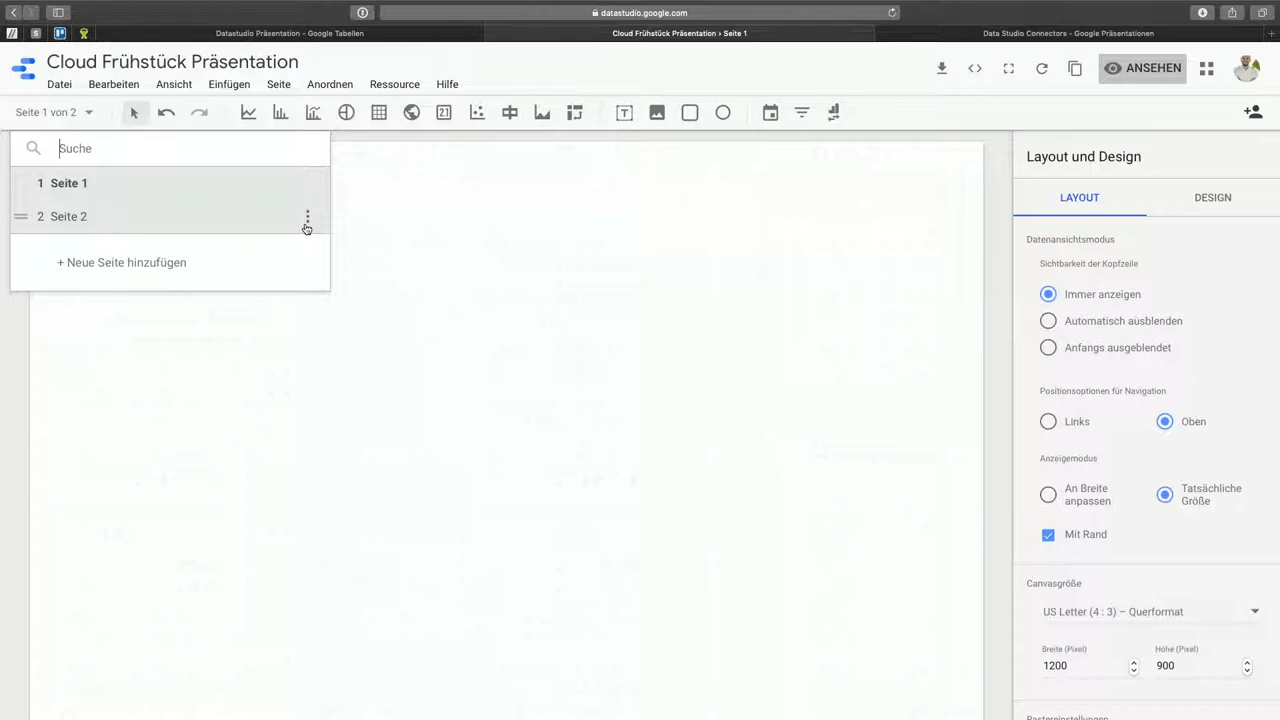 datastudio.google.com
Datastudio Präsentation - Google Tabellen
Cloud Frühstück Präsentation › Seite 1
Data Studio Connectors - Google Präsentationen
Cloud Frühstück Präsentation
Datei Bearbeiten Ansicht Einfügen Seite Anordnen Ressource Hilfe
ANSEHEN
Seite 1 von 2
Suche
1 Seite 1
2 Seite 2
+ Neue Seite hinzufügen
Layout und Design
LAYOUT
DESIGN
Datenansichtsmodus
Sichtbarkeit der Kopfzeile
Immer anzeigen
Automatisch ausblenden
Anfangs ausgeblendet
Positionsoptionen für Navigation
Links
Oben
Anzeigemodus
An Breite
anpassen
Tatsächliche
Größe
Mit Rand
Canvasgröße
US Letter (4 : 3) – Querformat
Breite (Pixel)
Höhe (Pixel)
1200
900
Rastereinstellungen